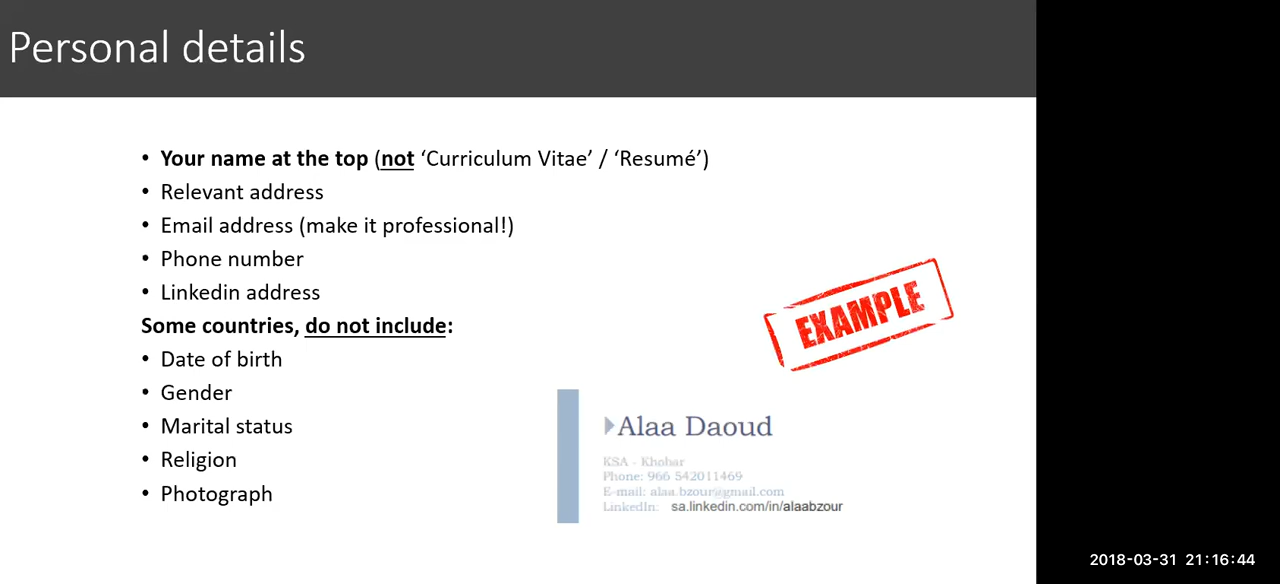 Personal details
• Your name at the top (not ‘Curriculum Vitae’ / ‘Resumé’)
• Relevant address
• Email address (make it professional!)
• Phone number
• Linkedin address
Some countries, do not include:
• Date of birth
• Gender
• Marital status
• Religion
• Photograph
EXAMPLE
Alaa Daoud
KSA - Khobar
Phone: 966 542011469
E-mail: alaa.bzour@gmail.com
LinkedIn: sa.linkedin.com/in/alaabzour
2018-03-31 21:16:44